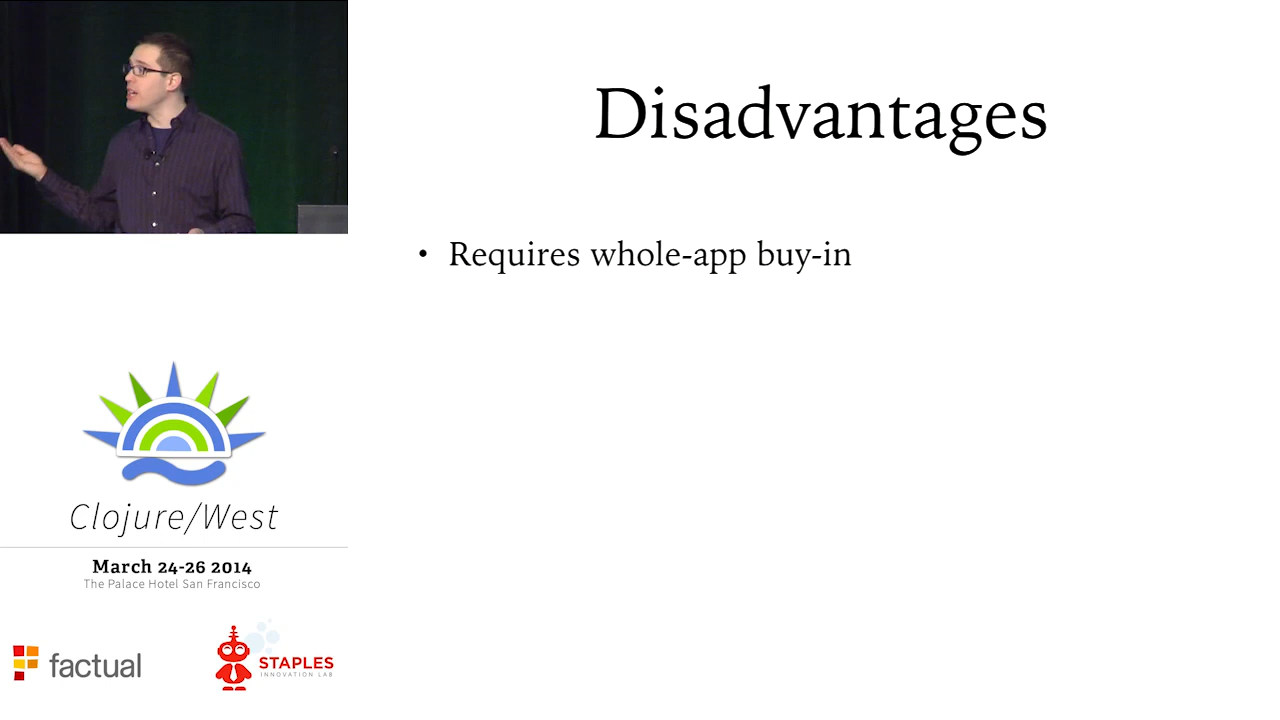 Disadvantages
• Requires whole-app buy-in
Clojure/West
March 24-26 2014
The Palace Hotel San Francisco
factual
STAPLES
INNOVATION LAB